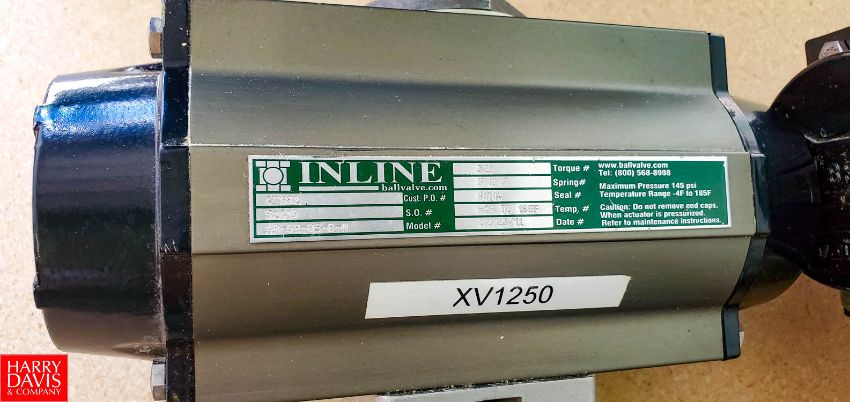 INLINE
ballvalve.com
Cust. P.O. #
S.O. #
Model #
Torque #
Spring#
Seal #
Temp. #
Date #
www.ballvalve.com
Tel: (800) 568-8998
Maximum Pressure 145 psi
Temperature Range -4F to 185F
Caution: Do not remove end caps.
When actuator is pressurized.
Refer to maintenance instructions.
XV1250
HARRY
DAVIS
& COMPANY